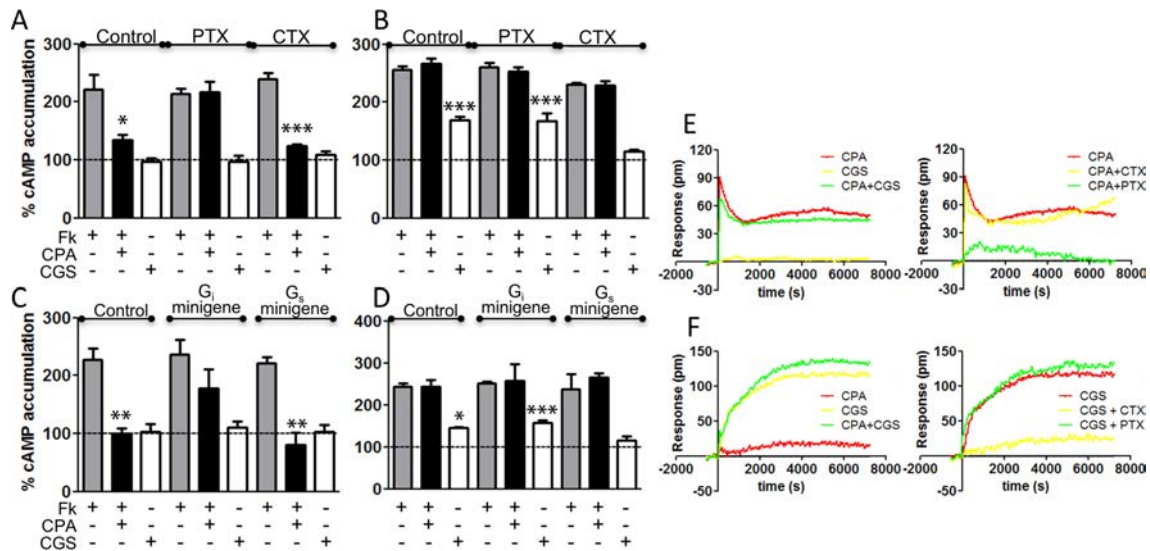 A
Control PTX CTX
% cAMP accumulation
300
200
100
0
*
***
Fk + + - + + - + + -
CPA - + - - + - - + -
CGS - - + - - + - - +
B
Control PTX CTX
300
200
100
0
***
***
+ + - + + - + + -
- + - - + - - + -
- - + - - + - - +
C
Control Gi minigene Gs minigene
% cAMP accumulation
300
200
100
0
**
**
Fk + + - + + - + + -
CPA - + - - + - - + -
CGS - - + - - + - - +
D
Control Gi minigene Gs minigene
400
300
200
100
0
*
***
+ + - + + - + + -
- + - - + - - + -
- - + - - + - - +
E
Response (pm)
120
90
60
30
-30
-2000 0 2000 4000 6000 8000
time (s)
CPA
CGS
CPA+CGS
Response (pm)
120
90
60
30
-30
-2000 0 2000 4000 6000 8000
time (s)
CPA
CPA+CTX
CPA+PTX
F
Response (pm)
150
100
50
-50
-2000 0 2000 4000 6000 8000
time (s)
CPA
CGS
CPA+CGS
Response (pm)
150
100
50
-50
-2000 0 2000 4000 6000 8000
time (s)
CGS
CGS + CTX
CGS + PTX